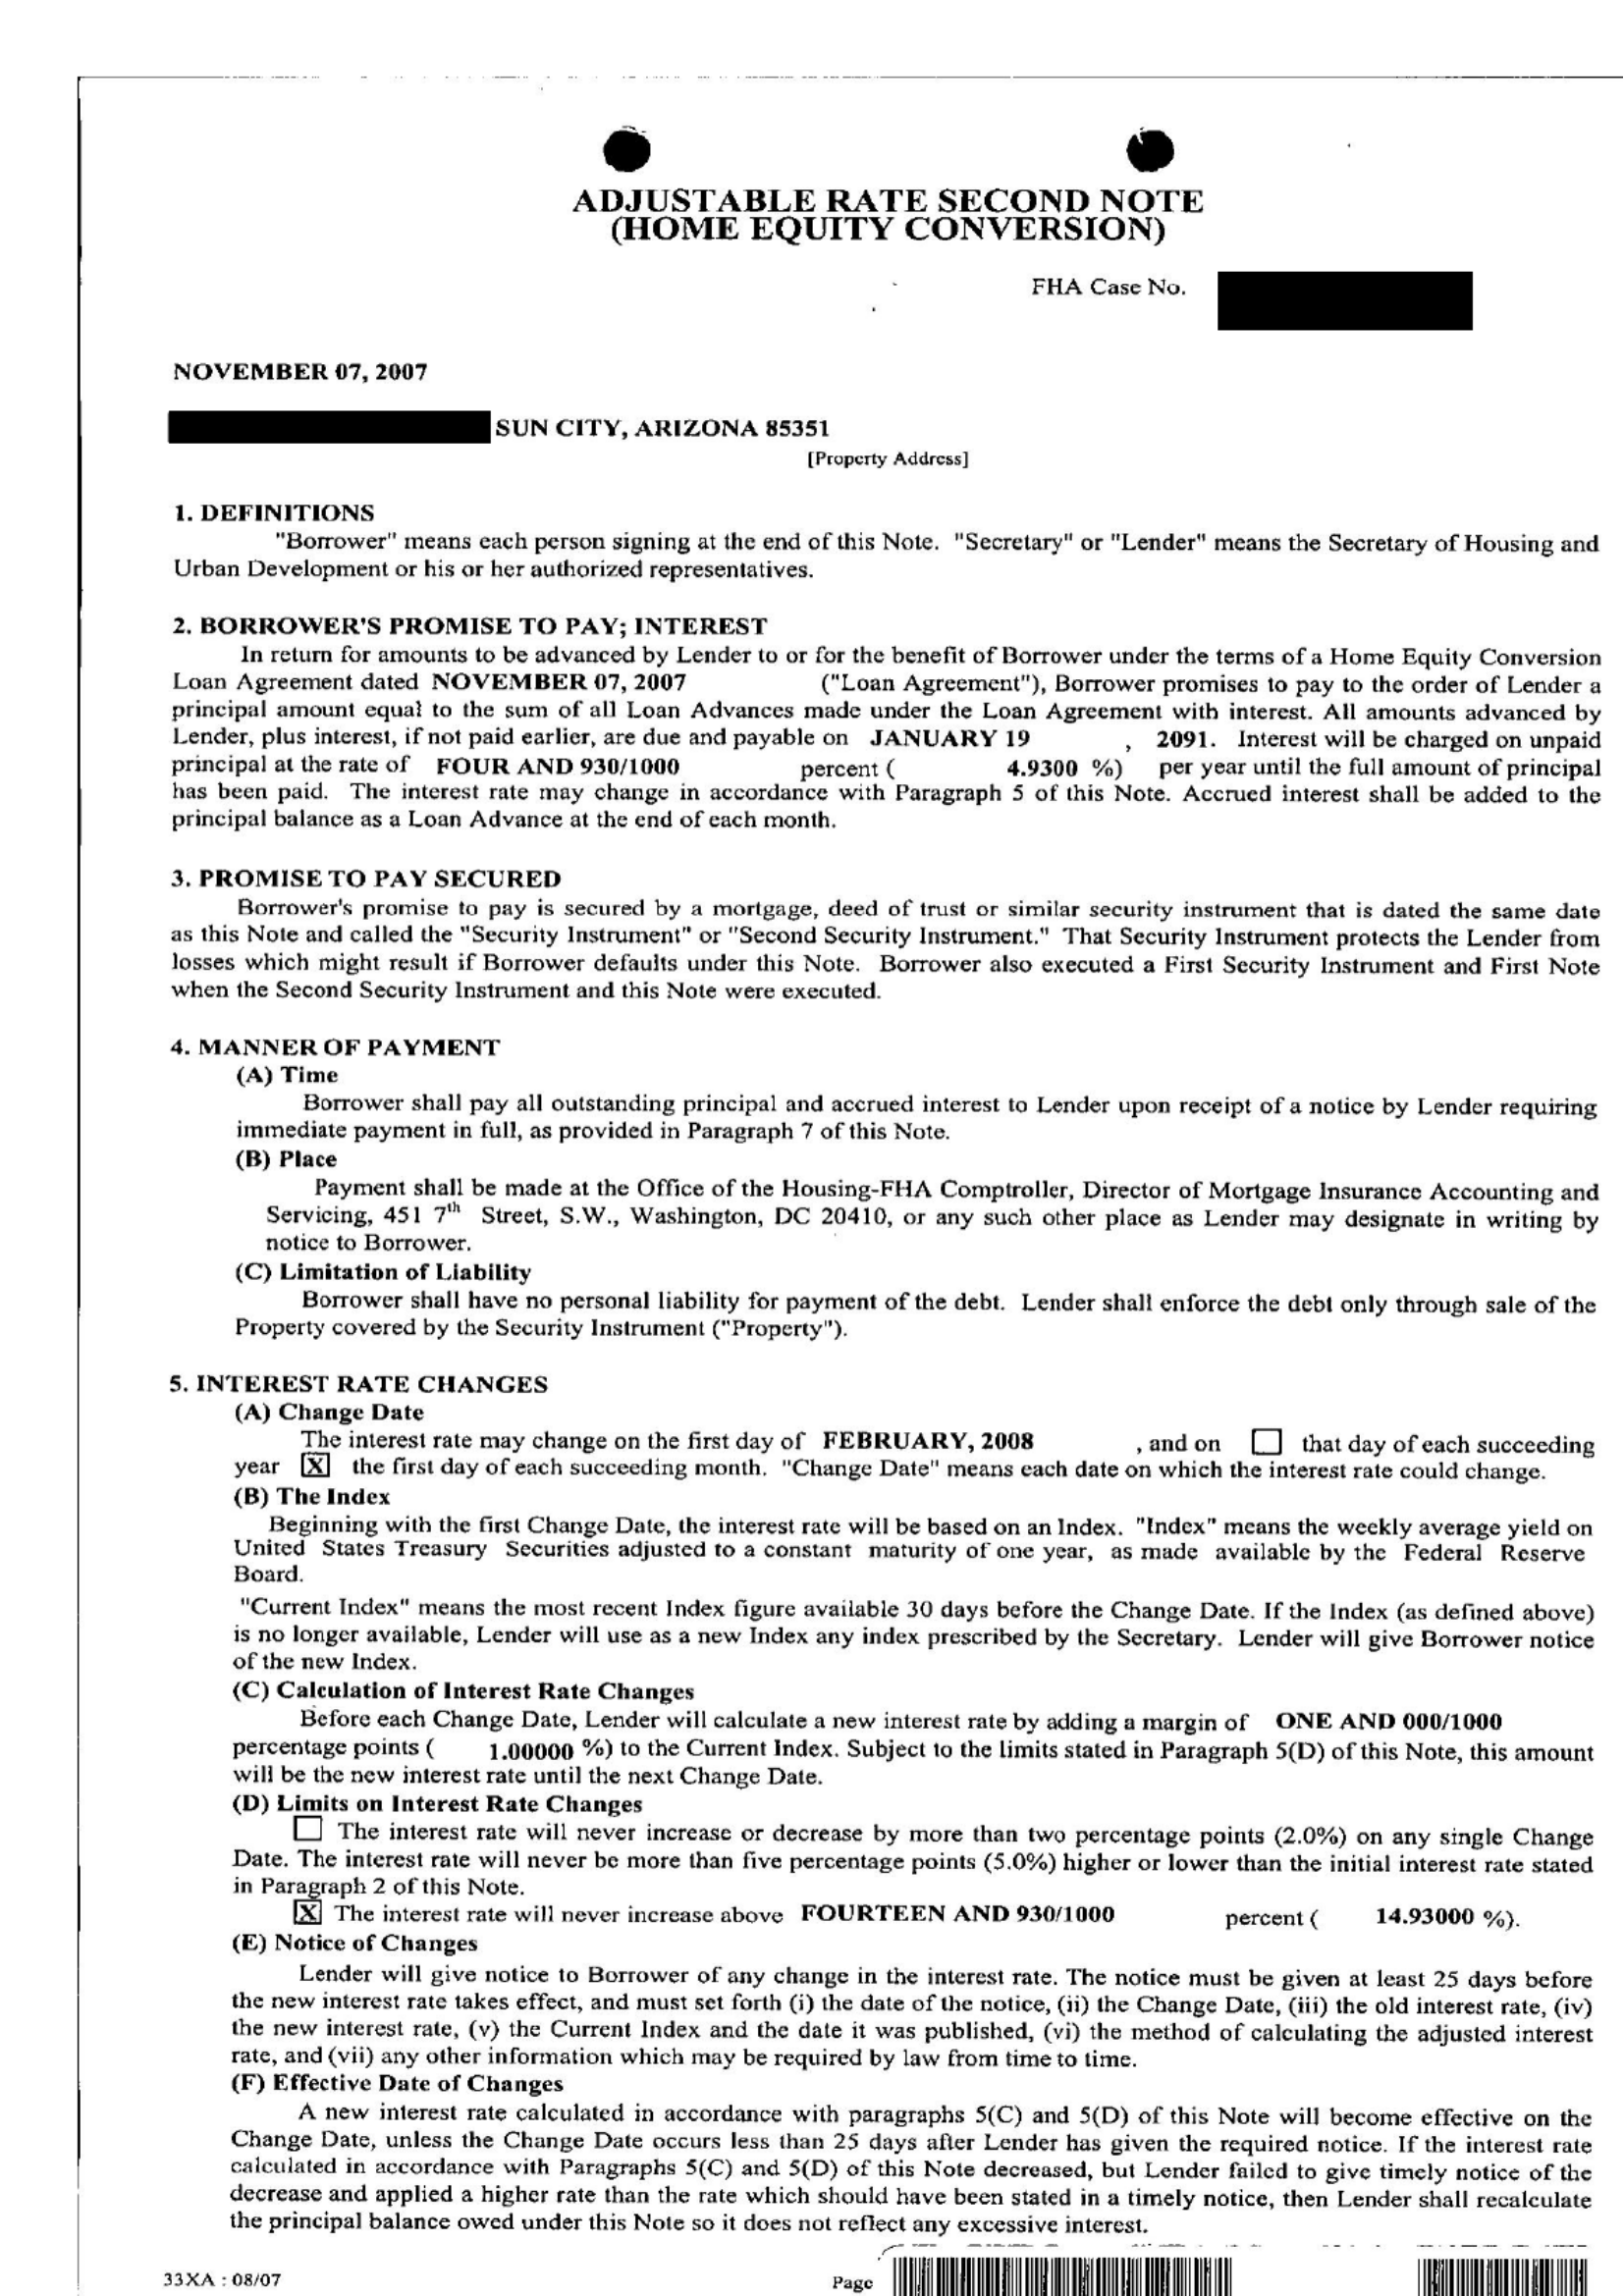 ADJUSTABLE RATE SECOND NOTE
(HOME EQUITY CONVERSION)
FHA Case No.
NOVEMBER 07, 2007
SUN CITY, ARIZONA 85351
[Property Address]
1. DEFINITIONS
"Borrower" means each person signing at the end of this Note. "Secretary" or "Lender" means the Secretary of Housing and
Urban Development or his or her authorized representatives.
2. BORROWER'S PROMISE TO PAY; INTEREST
In return for amounts to be advanced by Lender to or for the benefit of Borrower under the terms of a Home Equity Conversion
Loan Agreement dated NOVEMBER 07, 2007 ("Loan Agreement"), Borrower promises to pay to the order of Lender a
principal amount equal to the sum of all Loan Advances made under the Loan Agreement with interest. All amounts advanced by
Lender, plus interest, if not paid earlier, are due and payable on JANUARY 19 , 2091. Interest will be charged on unpaid
principal at the rate of FOUR AND 930/1000 percent ( 4.9300 %) per year until the full amount of principal
has been paid. The interest rate may change in accordance with Paragraph 5 of this Note. Accrued interest shall be added to the
principal balance as a Loan Advance at the end of each month.
3. PROMISE TO PAY SECURED
Borrower's promise to pay is secured by a mortgage, deed of trust or similar security instrument that is dated the same date
as this Note and called the "Security Instrument" or "Second Security Instrument." That Security Instrument protects the Lender from
losses which might result if Borrower defaults under this Note. Borrower also executed a First Security Instrument and First Note
when the Second Security Instrument and this Note were executed.
4. MANNER OF PAYMENT
(A) Time
Borrower shall pay all outstanding principal and accrued interest to Lender upon receipt of a notice by Lender requiring
immediate payment in full, as provided in Paragraph 7 of this Note.
(B) Place
Payment shall be made at the Office of the Housing-FHA Comptroller, Director of Mortgage Insurance Accounting and
Servicing, 451 7th Street, S.W., Washington, DC 20410, or any such other place as Lender may designate in writing by
notice to Borrower.
(C) Limitation of Liability
Borrower shall have no personal liability for payment of the debt. Lender shall enforce the debt only through sale of the
Property covered by the Security Instrument ("Property").
5. INTEREST RATE CHANGES
(A) Change Date
The interest rate may change on the first day of FEBRUARY, 2008 , and on that day of each succeeding
year X the first day of each succeeding month. "Change Date" means each date on which the interest rate could change.
(B) The Index
Beginning with the first Change Date, the interest rate will be based on an Index. "Index" means the weekly average yield on
United States Treasury Securities adjusted to a constant maturity of one year, as made available by the Federal Reserve
Board.
"Current Index" means the most recent Index figure available 30 days before the Change Date. If the Index (as defined above)
is no longer available, Lender will use as a new Index any index prescribed by the Secretary. Lender will give Borrower notice
of the new Index.
(C) Calculation of Interest Rate Changes
Before each Change Date, Lender will calculate a new interest rate by adding a margin of ONE AND 000/1000
percentage points ( 1.00000 %) to the Current Index. Subject to the limits stated in Paragraph 5(D) of this Note, this amount
will be the new interest rate until the next Change Date.
(D) Limits on Interest Rate Changes
The interest rate will never increase or decrease by more than two percentage points (2.0%) on any single Change
Date. The interest rate will never be more than five percentage points (5.0%) higher or lower than the initial interest rate stated
in Paragraph 2 of this Note.
X The interest rate will never increase above FOURTEEN AND 930/1000 percent ( 14.93000 %).
(E) Notice of Changes
Lender will give notice to Borrower of any change in the interest rate. The notice must be given at least 25 days before
the new interest rate takes effect, and must set forth (i) the date of the notice, (ii) the Change Date, (iii) the old interest rate, (iv)
the new interest rate, (v) the Current Index and the date it was published, (vi) the method of calculating the adjusted interest
rate, and (vii) any other information which may be required by law from time to time.
(F) Effective Date of Changes
A new interest rate calculated in accordance with paragraphs 5(C) and 5(D) of this Note will become effective on the
Change Date, unless the Change Date occurs less than 25 days after Lender has given the required notice. If the interest rate
calculated in accordance with Paragraphs 5(C) and 5(D) of this Note decreased, but Lender failed to give timely notice of the
decrease and applied a higher rate than the rate which should have been stated in a timely notice, then Lender shall recalculate
the principal balance owed under this Note so it does not reflect any excessive interest.
33XA : 08/07
Page